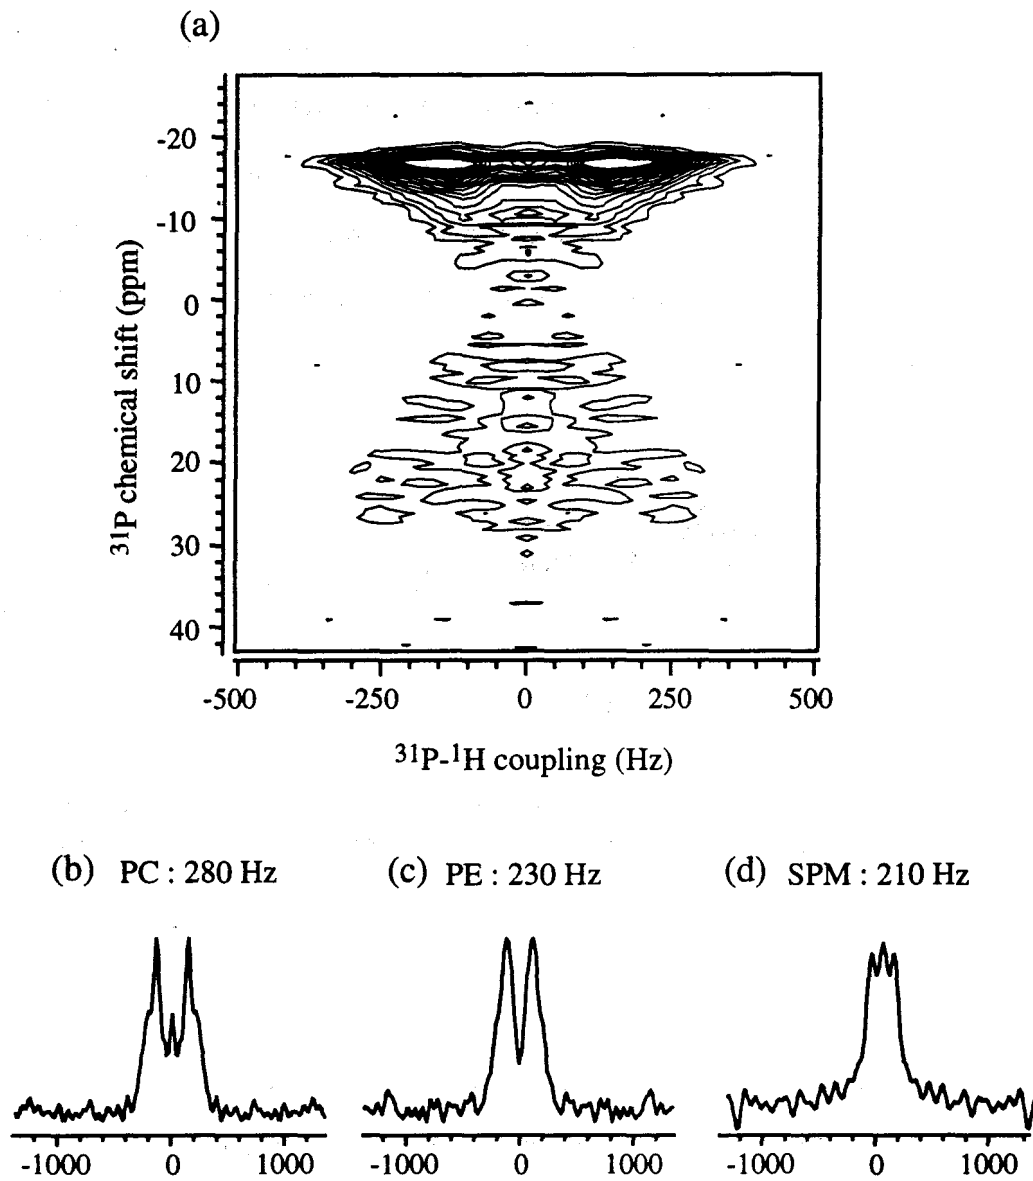 (a)
-20
-10
0
10
20
30
40
31P chemical shift (ppm)
-500 -250 0 250 500
31P-1H coupling (Hz)
(b) PC : 280 Hz
(c) PE : 230 Hz
(d) SPM : 210 Hz
-1000 0 1000
-1000 0 1000
-1000 0 1000